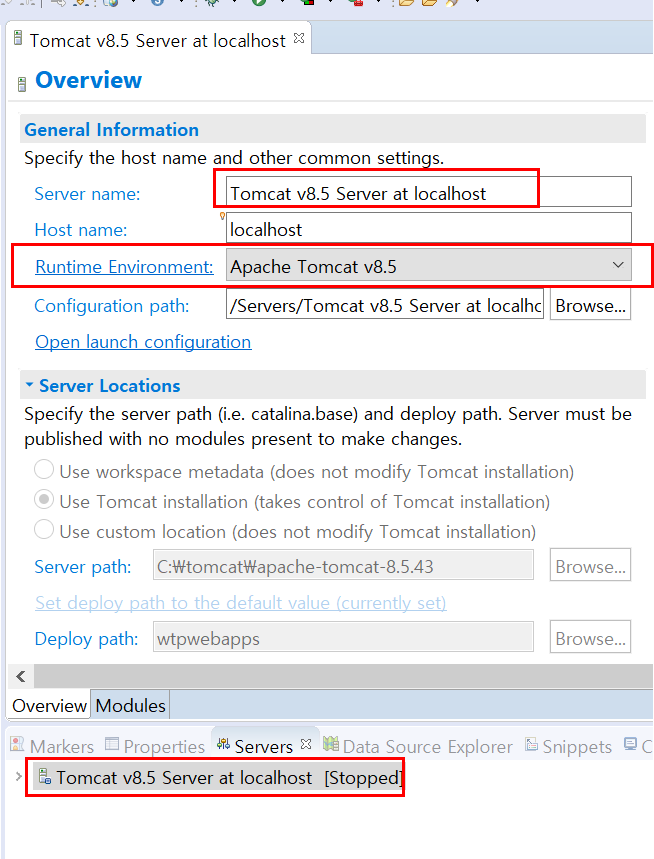 Tomcat v8.5 Server at localhost
Overview
General Information
Specify the host name and other common settings.
Server name: Tomcat v8.5 Server at localhost
Host name: localhost
Runtime Environment: Apache Tomcat v8.5
Configuration path: /Servers/Tomcat v8.5 Server at localhc Browse...
Open launch configuration
Server Locations
Specify the server path (i.e. catalina.base) and deploy path. Server must be
published with no modules present to make changes.
Use workspace metadata (does not modify Tomcat installation)
Use Tomcat installation (takes control of Tomcat installation)
Use custom location (does not modify Tomcat installation)
Server path: C:₩tomcat₩apache-tomcat-8.5.43 Browse...
Set deploy path to the default value (currently set)
Deploy path: wtpwebapps Browse...
Overview Modules
Markers Properties Servers Data Source Explorer Snippets C
Tomcat v8.5 Server at localhost [Stopped]